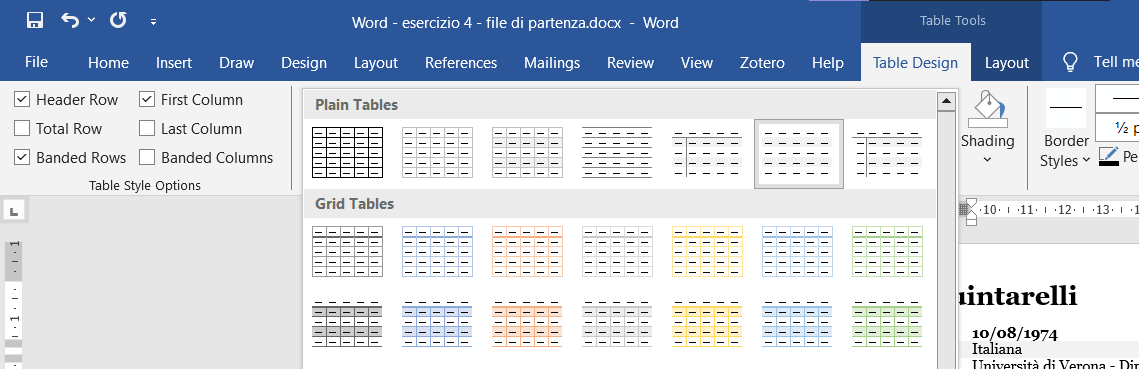 Word - esercizio 4 - file di partenza.docx - Word
Table Tools
File Home Insert Draw Design Layout References Mailings Review View Zotero Help Table Design Layout Tell me
Header Row First Column
Total Row Last Column
Banded Rows Banded Columns
Table Style Options
Plain Tables
Grid Tables
Shading
Border
Styles
½ p
Pe
10 11 12 13
1
1
uintarelli
10/08/1974
Italiana
Università di Verona - Dip